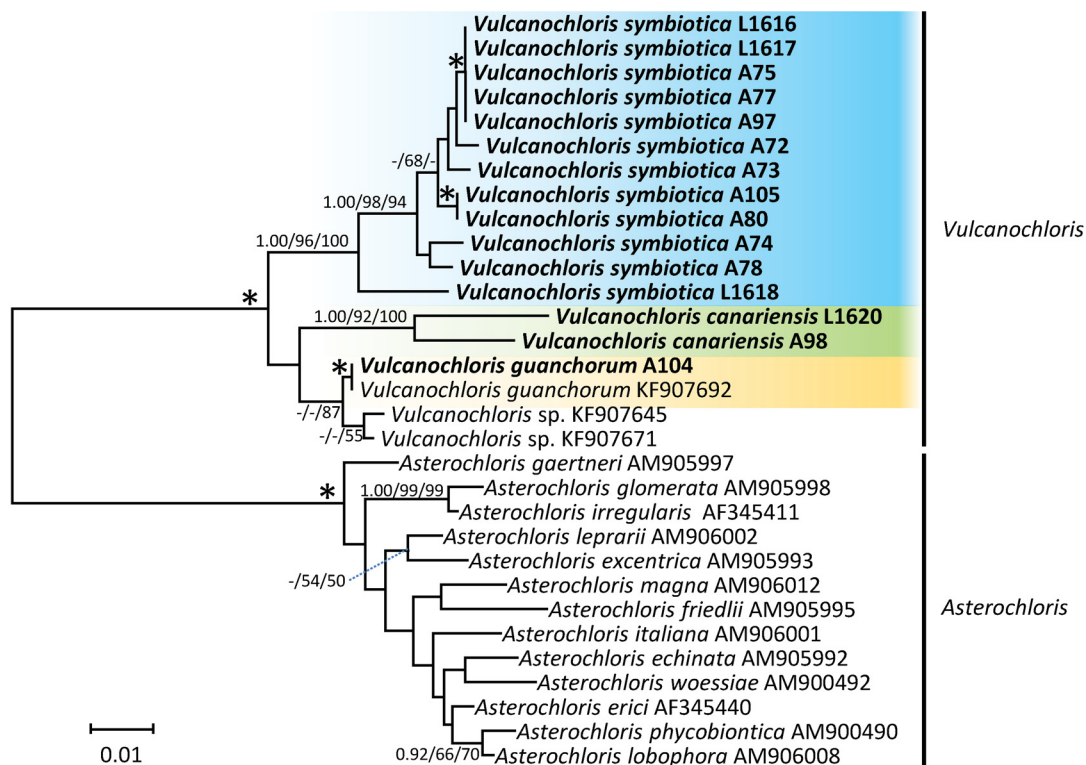 Vulcanochloris symbiotica L1616
Vulcanochloris symbiotica L1617
* Vulcanochloris symbiotica A75
Vulcanochloris symbiotica A77
Vulcanochloris symbiotica A97
Vulcanochloris symbiotica A72
-/68/-
Vulcanochloris symbiotica A73
* Vulcanochloris symbiotica A105
1.00/98/94
Vulcanochloris symbiotica A80
Vulcanochloris
1.00/96/100
Vulcanochloris symbiotica A74
Vulcanochloris symbiotica A78
* Vulcanochloris symbiotica L1618
1.00/92/100
Vulcanochloris canariensis L1620
Vulcanochloris canariensis A98
* Vulcanochloris guanchorum A104
Vulcanochloris guanchorum KF907692
-/-/87
Vulcanochloris sp. KF907645
-/-/55
Vulcanochloris sp. KF907671
Asterochloris gaertneri AM905997
*
1.00/99/99
Asterochloris glomerata AM905998
Asterochloris irregularis AF345411
Asterochloris leprarii AM906002
Asterochloris excentrica AM905993
-/54/50
Asterochloris magna AM906012
Asterochloris friedlii AM905995
Asterochloris
Asterochloris italiana AM906001
Asterochloris echinata AM905992
Asterochloris woessiae AM900492
Asterochloris erici AF345440
Asterochloris phycobiontica AM900490
0.01
0.92/66/70
Asterochloris lobophora AM906008